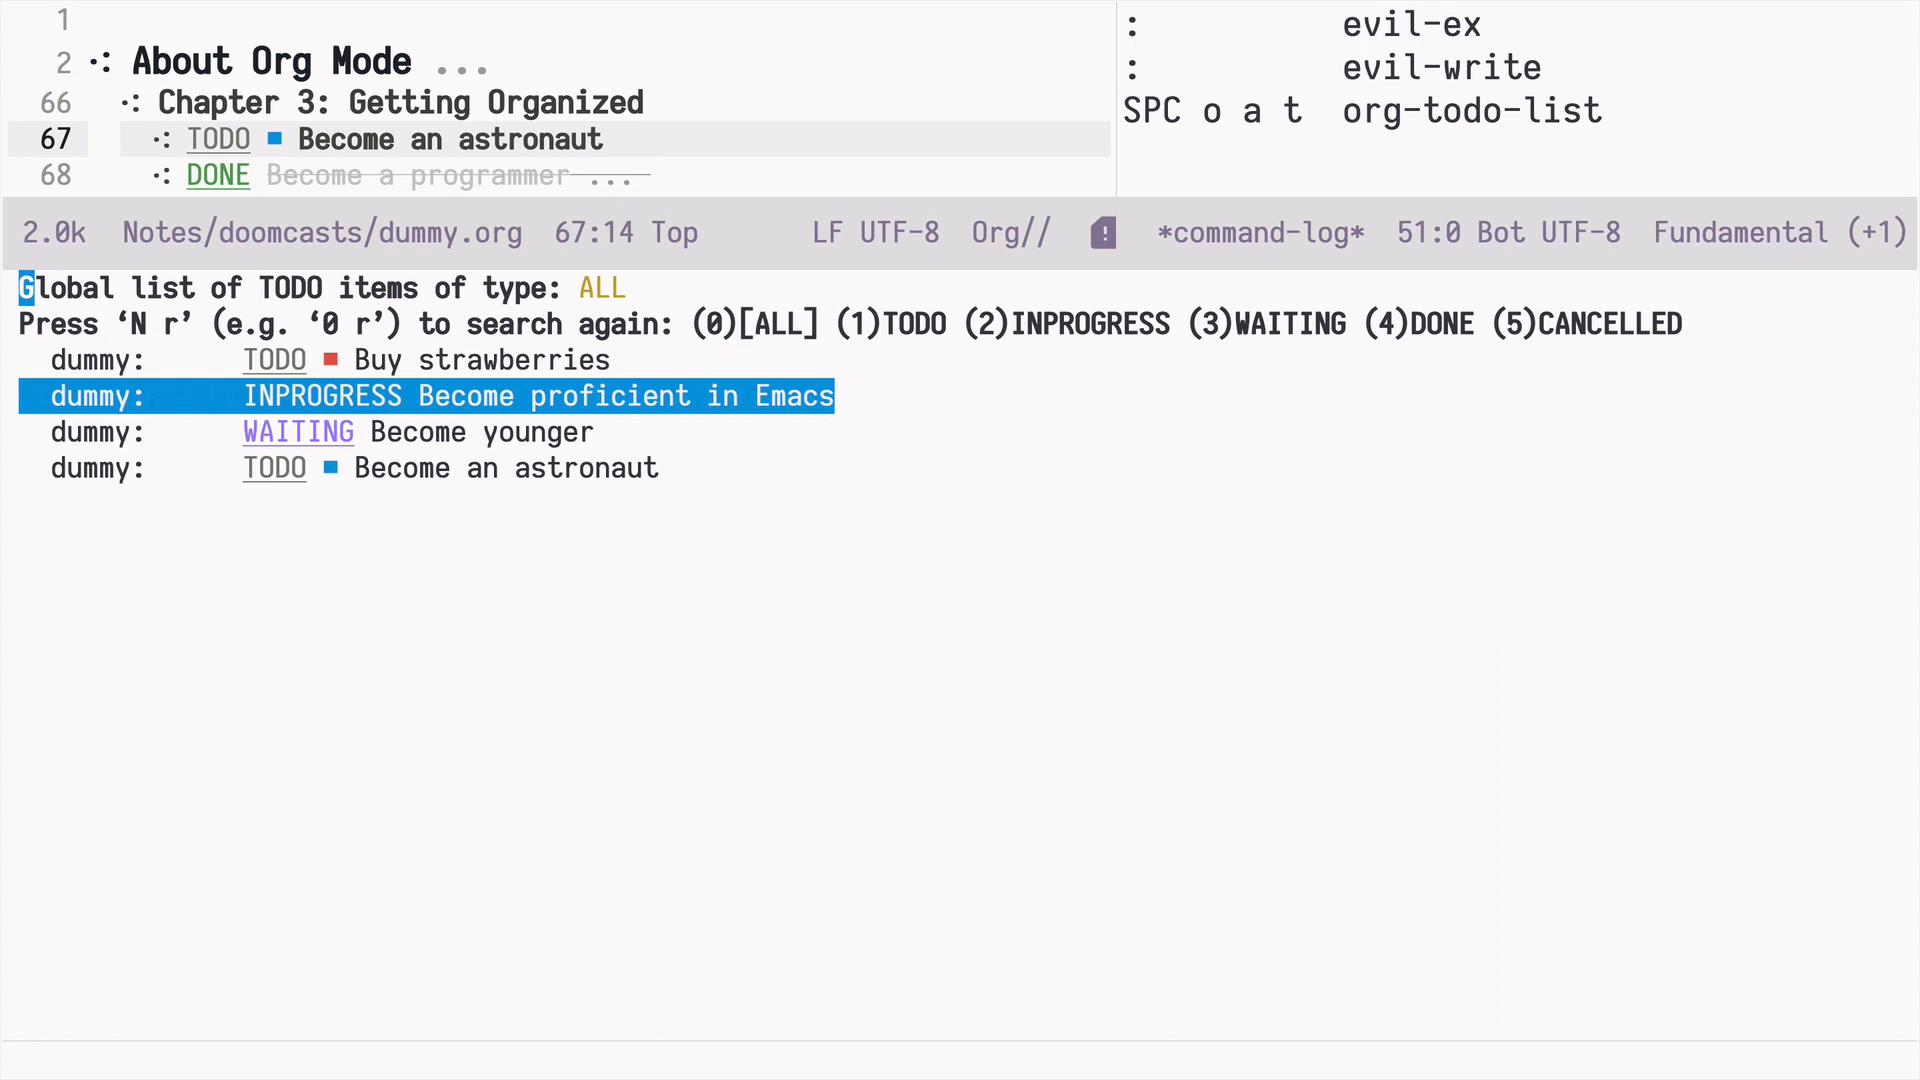 1
2 ·: About Org Mode ...
66 ·: Chapter 3: Getting Organized
67 ·: TODO ■ Become an astronaut
68 ·: DONE Become a programmer ...
: evil-ex
: evil-write
SPC o a t org-todo-list
2.0k Notes/doomcasts/dummy.org 67:14 Top LF UTF-8 Org//
! *command-log* 51:0 Bot UTF-8 Fundamental (+1)
Global list of TODO items of type: ALL
Press ‘N r’ (e.g. ‘0 r’) to search again: (0)[ALL] (1)TODO (2)INPROGRESS (3)WAITING (4)DONE (5)CANCELLED
dummy: TODO ■ Buy strawberries
dummy: INPROGRESS Become proficient in Emacs
dummy: WAITING Become younger
dummy: TODO ■ Become an astronaut